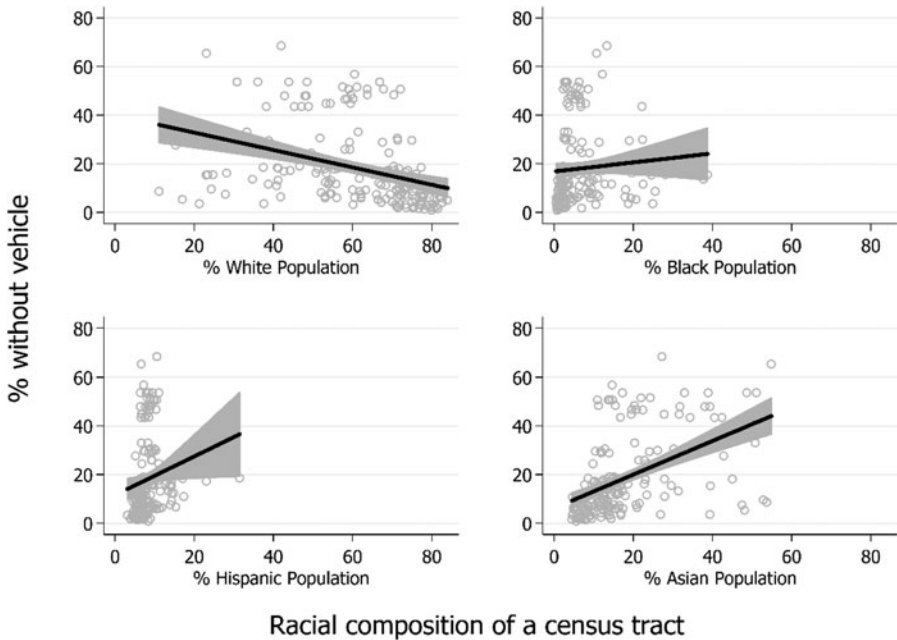 % without vehicle
80
60
40
20
0
0 20 40 60 80
% White Population
80
60
40
20
0
0 20 40 60 80
% Black Population
80
60
40
20
0
0 20 40 60 80
% Hispanic Population
80
60
40
20
0
0 20 40 60 80
% Asian Population
Racial composition of a census tract